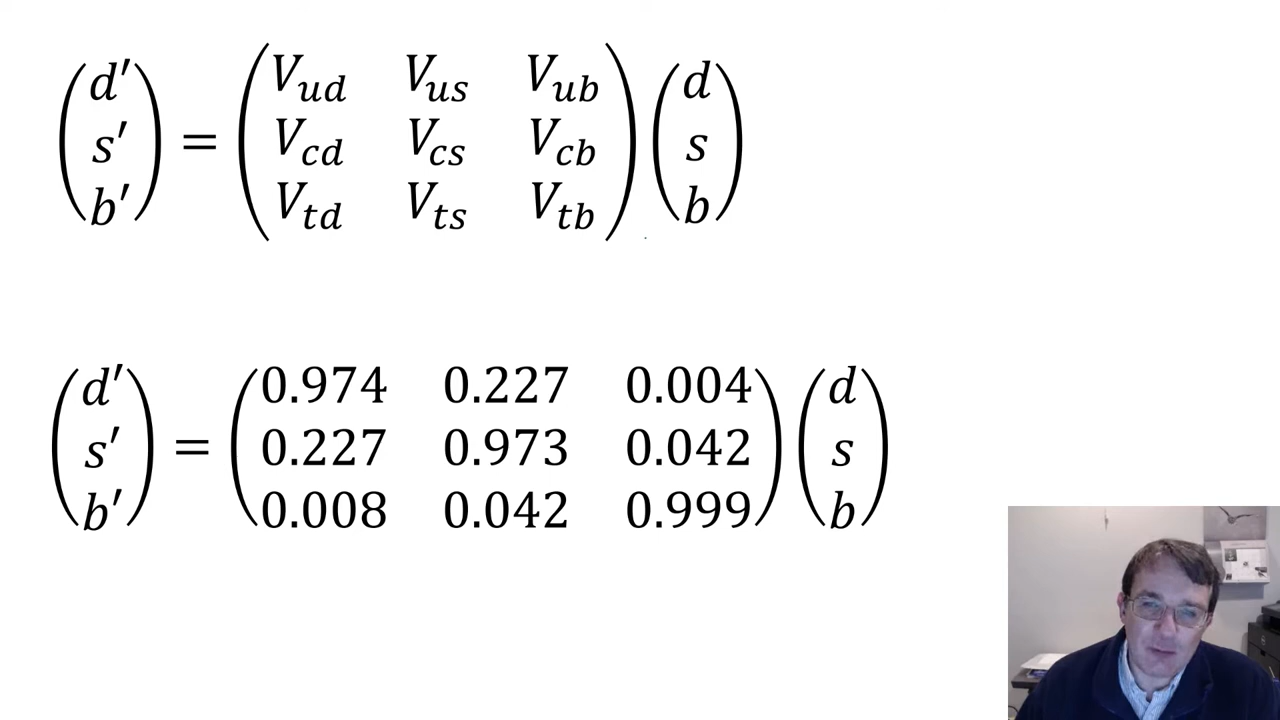 (d′ s′ b′) = (V_ud V_us V_ub
V_cd V_cs V_cb
V_td V_ts V_tb) (d s b)
(d′ s′ b′) = (0.974 0.227 0.004
0.227 0.973 0.042
0.008 0.042 0.999) (d s b)